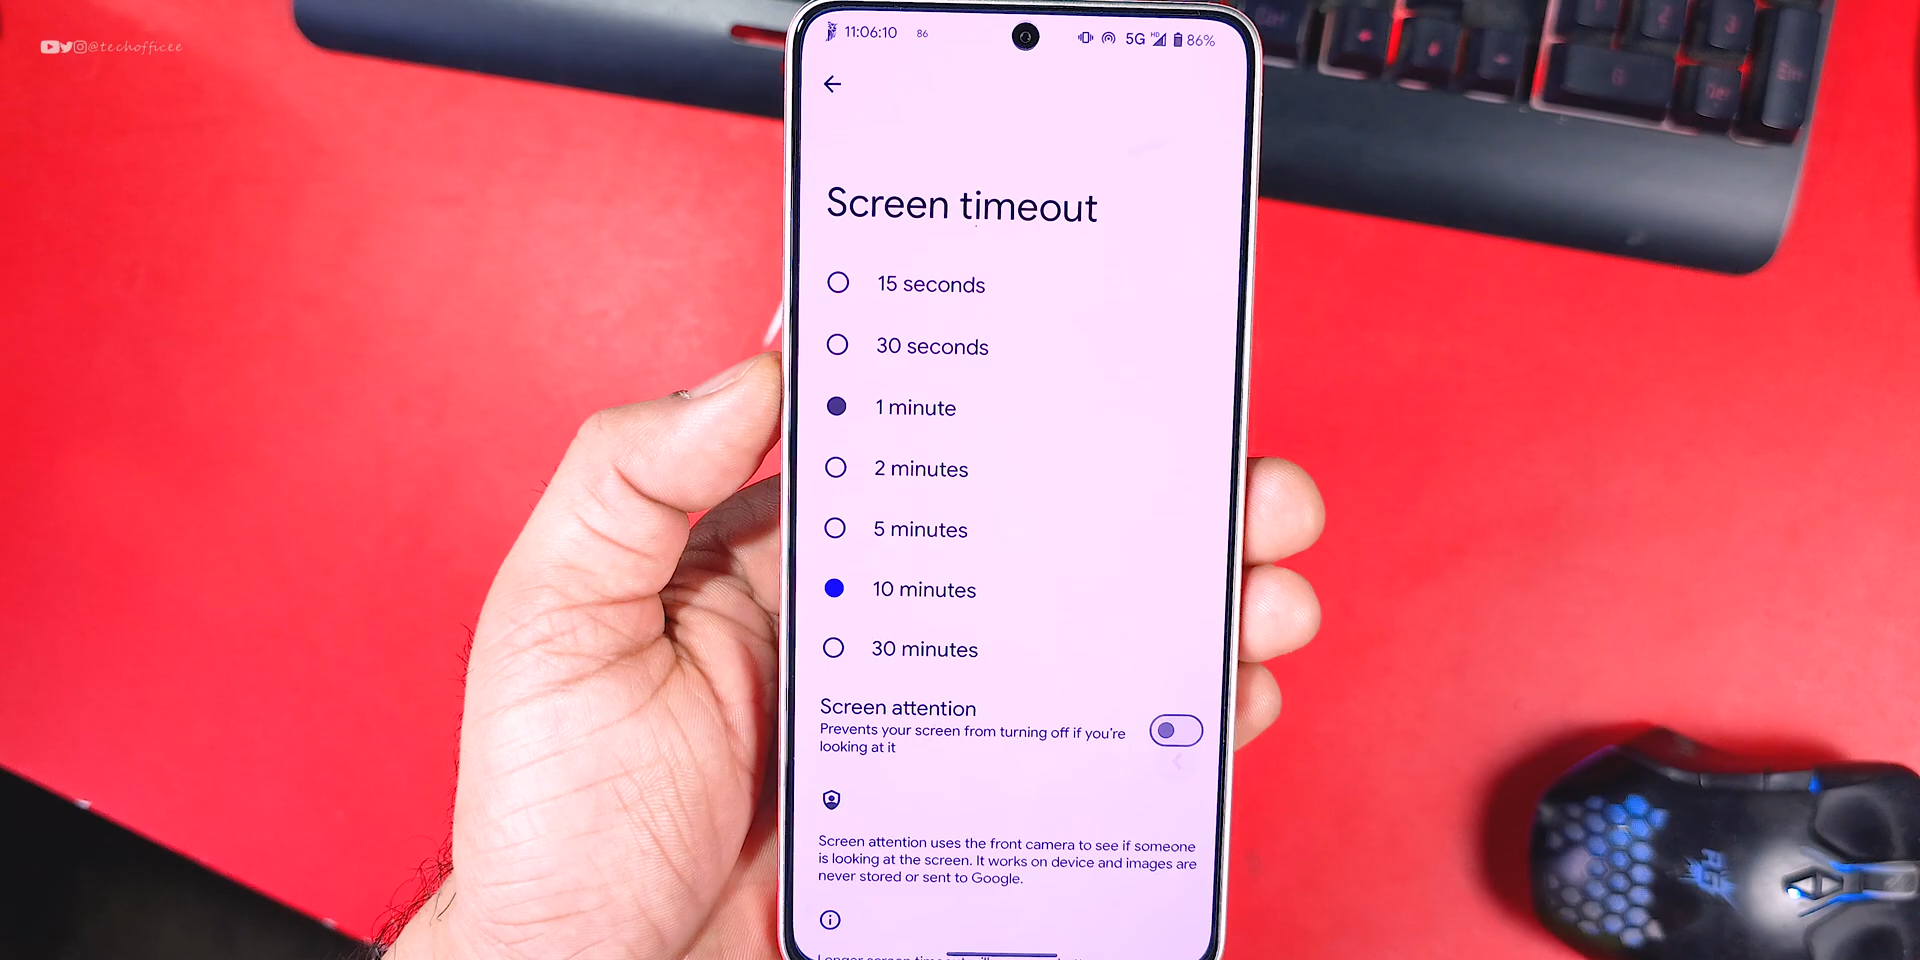 @techofficee
11:06:10 86 5G HD 86%
Screen timeout
15 seconds
30 seconds
1 minute
2 minutes
5 minutes
10 minutes
30 minutes
Screen attention
Prevents your screen from turning off if you're
looking at it
Screen attention uses the front camera to see if someone
is looking at the screen. It works on device and images are
never stored or sent to Google.